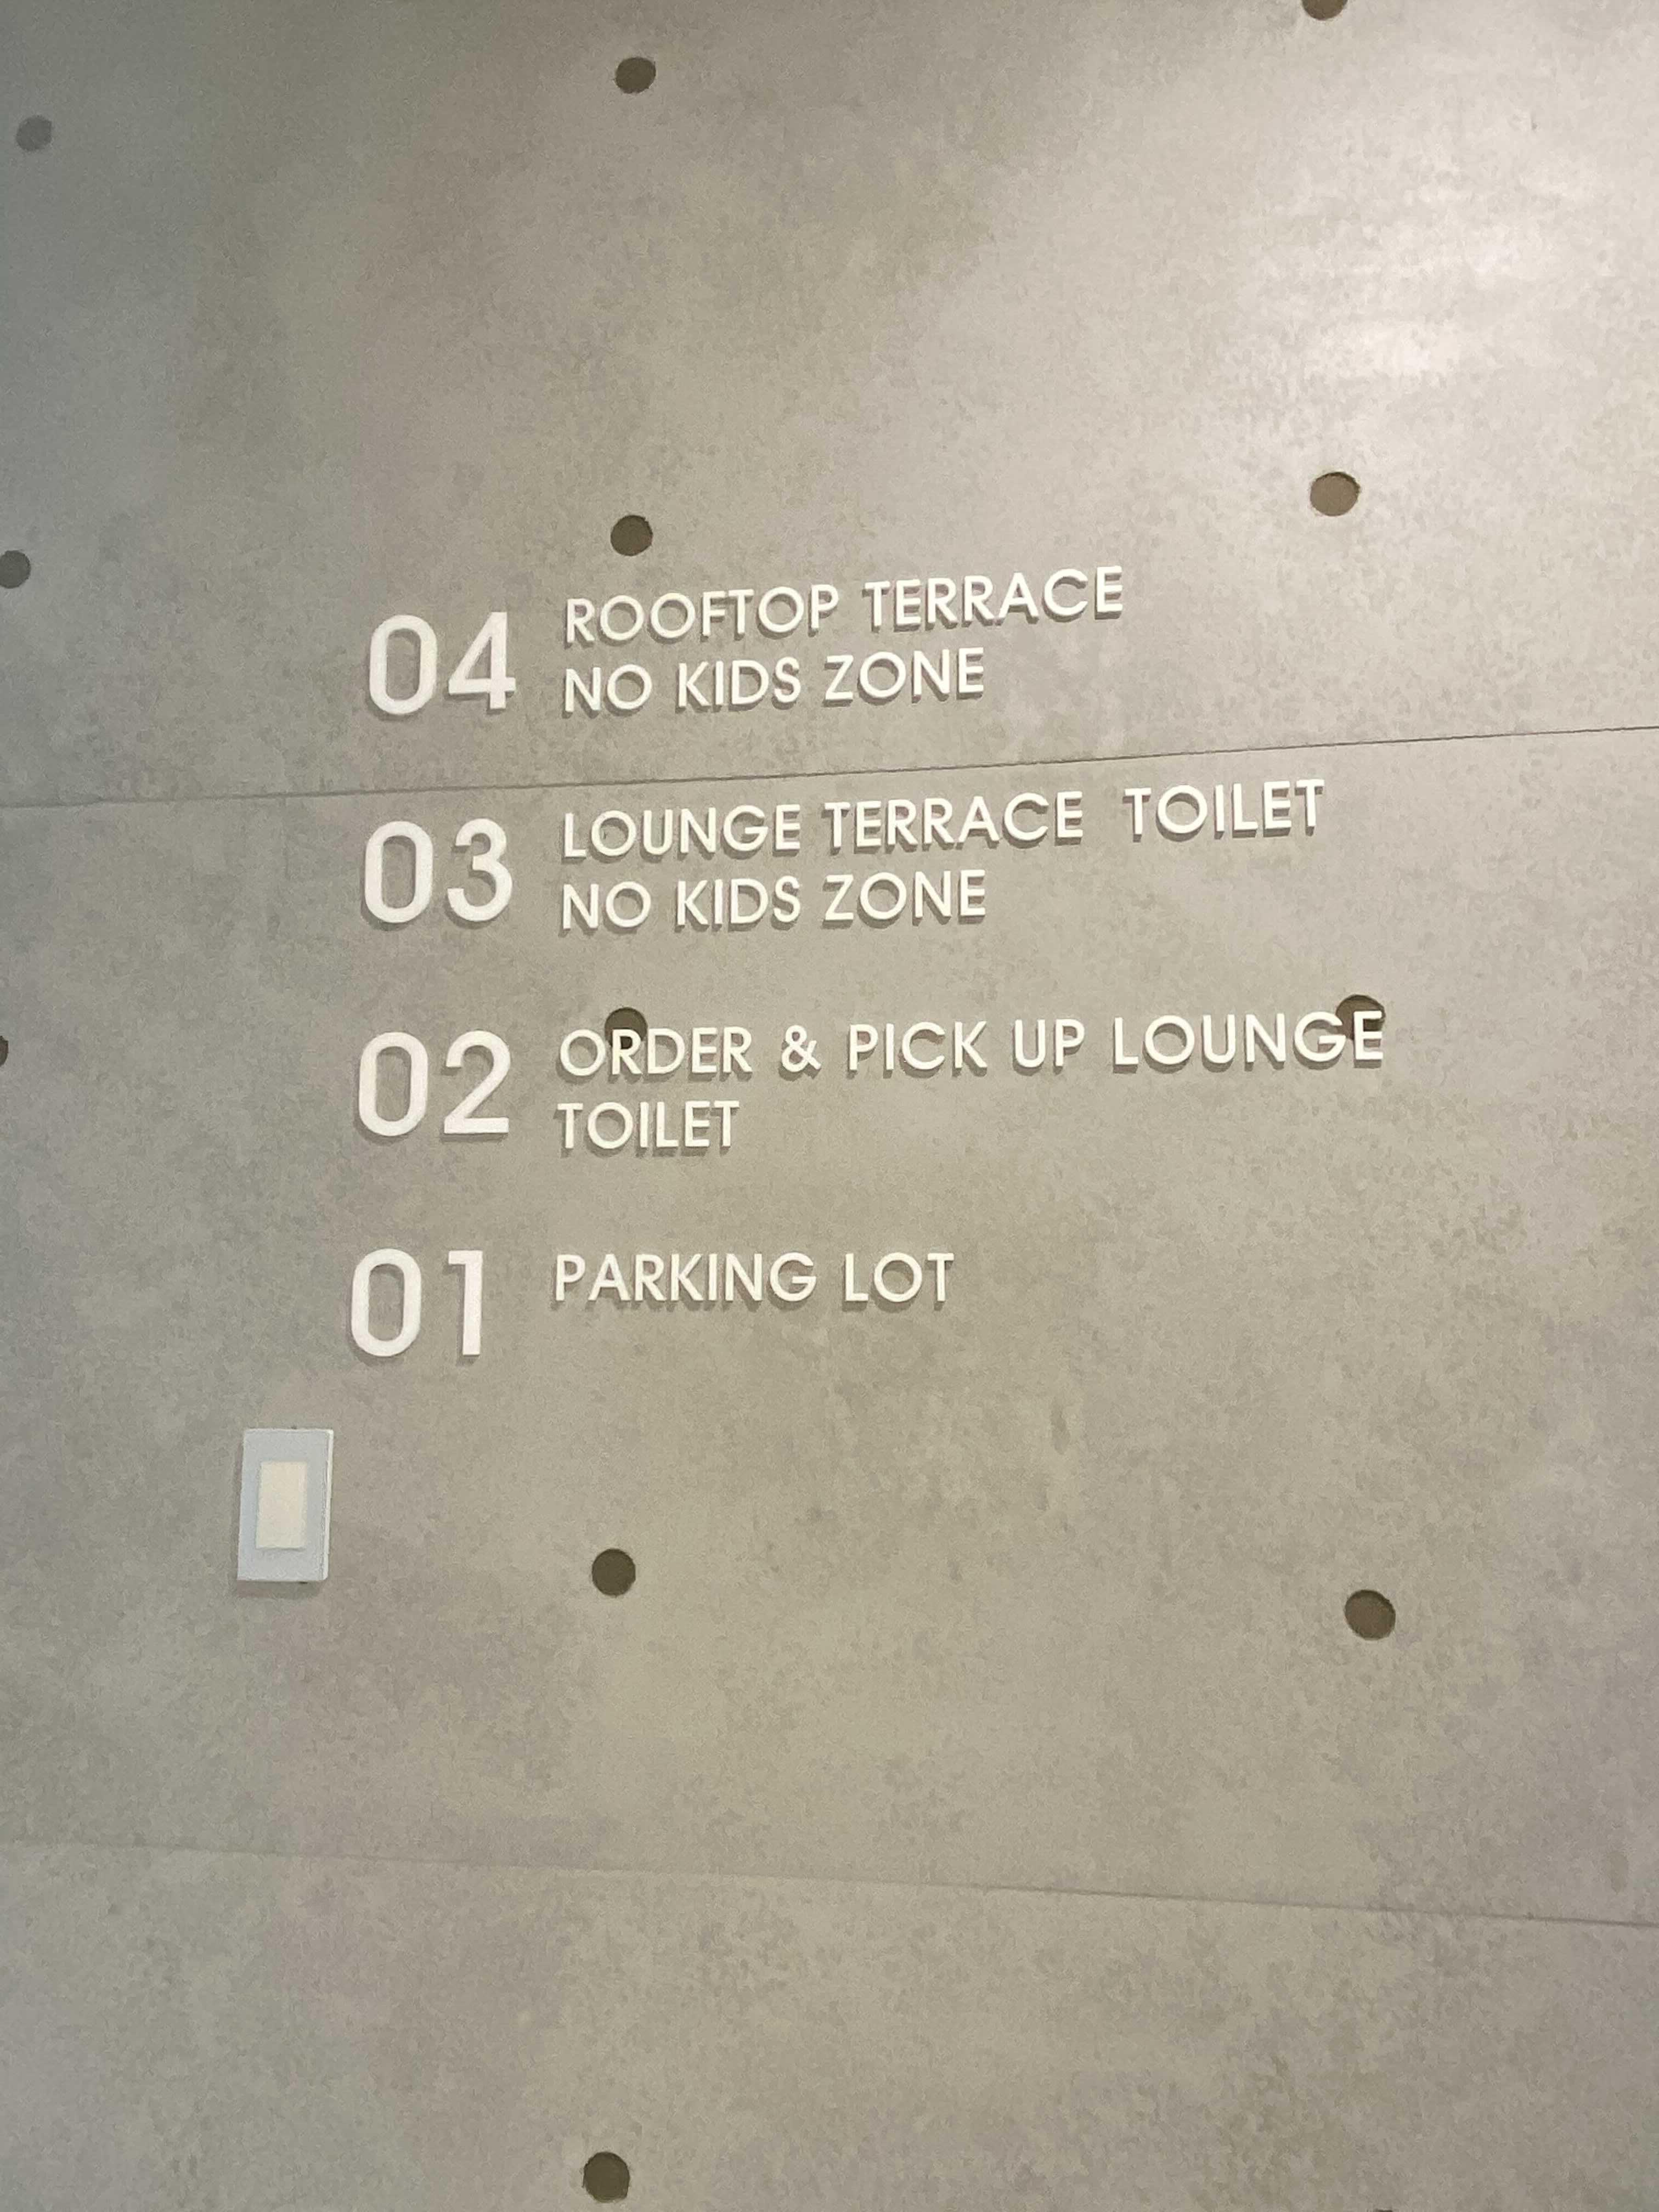 04 ROOFTOP TERRACE
NO KIDS ZONE
03 LOUNGE TERRACE TOILET
NO KIDS ZONE
02 ORDER & PICK UP LOUNGE
TOILET
01 PARKING LOT